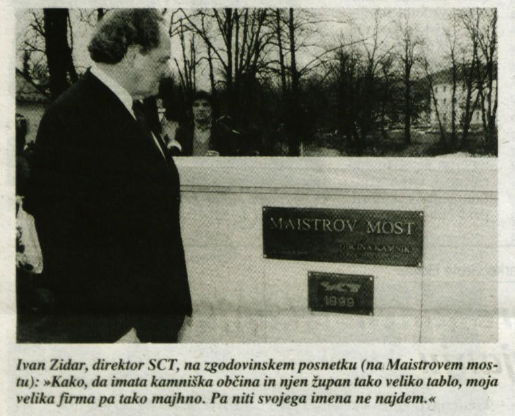 MAISTROV MOST
OBČINA KAMNIK
SCT
1999
Ivan Zidar, direktor SCT, na zgodovinskem posnetku (na Maistrovem mos-
tu): »Kako, da imata kamniška občina in njen župan tako veliko tablo, moja
velika firma pa tako majhno. Pa niti svojega imena ne najdem.«